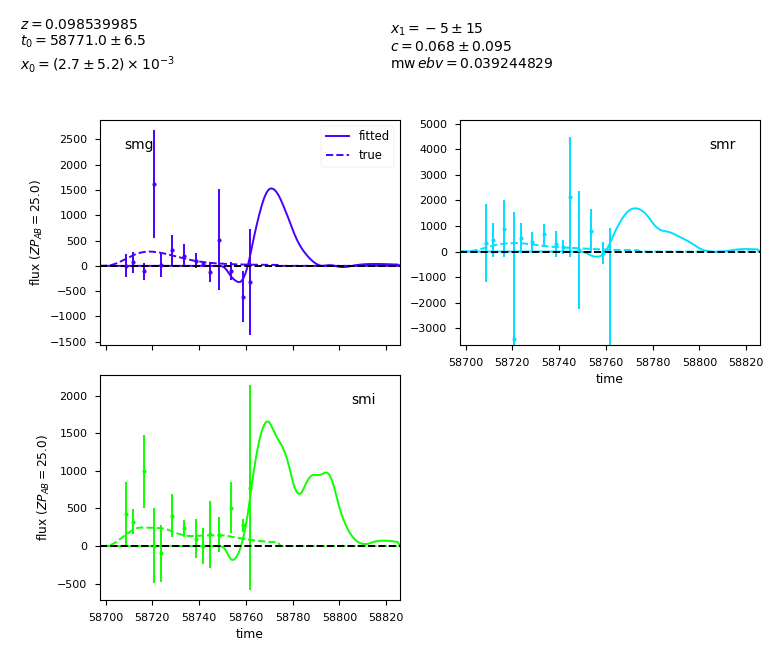 z = 0.098539985
t₀ = 58771.0 ± 6.5
x₀ = (2.7 ± 5.2) × 10⁻³
x₁ = −5 ± 15
c = 0.068 ± 0.095
mw ebv = 0.039244829
smg
fitted
true
flux (ZP_AB = 25.0)
2500
2000
1500
1000
500
0
−500
−1000
−1500
smr
5000
4000
3000
2000
1000
0
−1000
−2000
−3000
58700 58720 58740 58760 58780 58800 58820
time
smi
flux (ZP_AB = 25.0)
2000
1500
1000
500
0
−500
58700 58720 58740 58760 58780 58800 58820
time